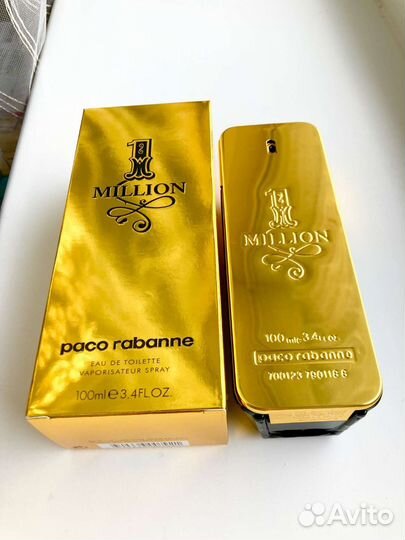 1
MILLION
paco rabanne
EAU DE TOILETTE
VAPORISATEUR SPRAY
100ml e 3.4FL.OZ.
1
MILLION
100 ml e 3.4fl oz
paco rabanne
Avito